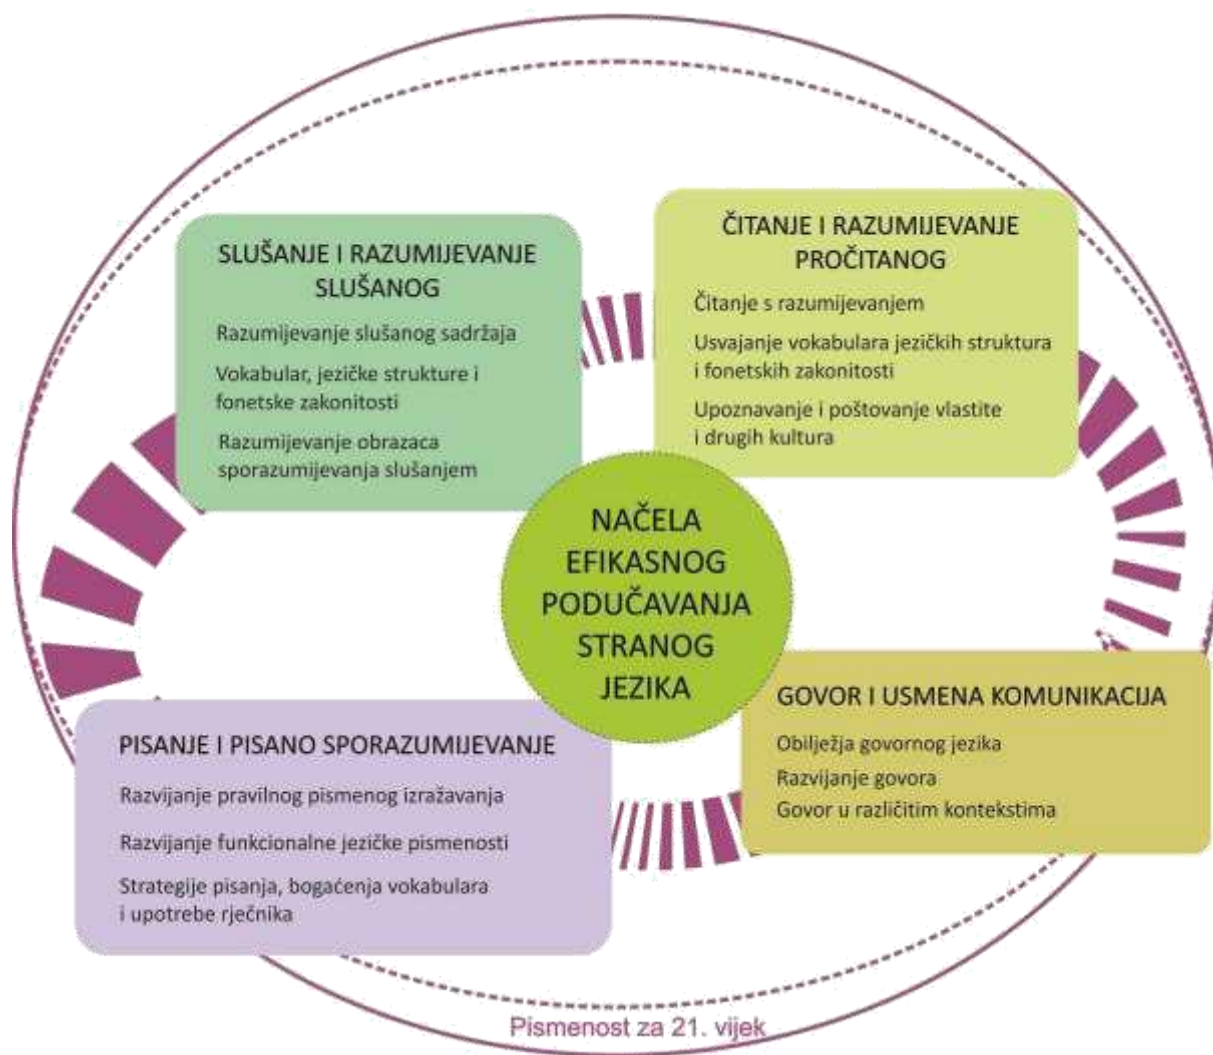 SLUŠANJE I RAZUMIJEVANJE
SLUŠANOG
Razumijevanje slušanog sadržaja
Vokabular, jezičke strukture i
fonetske zakonitosti
Razumijevanje obrazaca
sporazumijevanja slušanjem
ČITANJE I RAZUMIJEVANJE
PROČITANOG
Čitanje s razumijevanjem
Usvajanje vokabulara jezičkih struktura
i fonetskih zakonitosti
Upoznavanje i poštovanje vlastite
i drugih kultura
NAČELA
EFIKASNOG
PODUČAVANJA
STRANOG
JEZIKA
PISANJE I PISANO SPORAZUMIJEVANJE
Razvijanje pravilnog pismenog izražavanja
Razvijanje funkcionalne jezičke pismenosti
Strategije pisanja, bogaćenja vokabulara
i upotrebe rječnika
GOVOR I USMENA KOMUNIKACIJA
Obilježja govornog jezika
Razvijanje govora
Govor u različitim kontekstima
Pismenost za 21. vijek